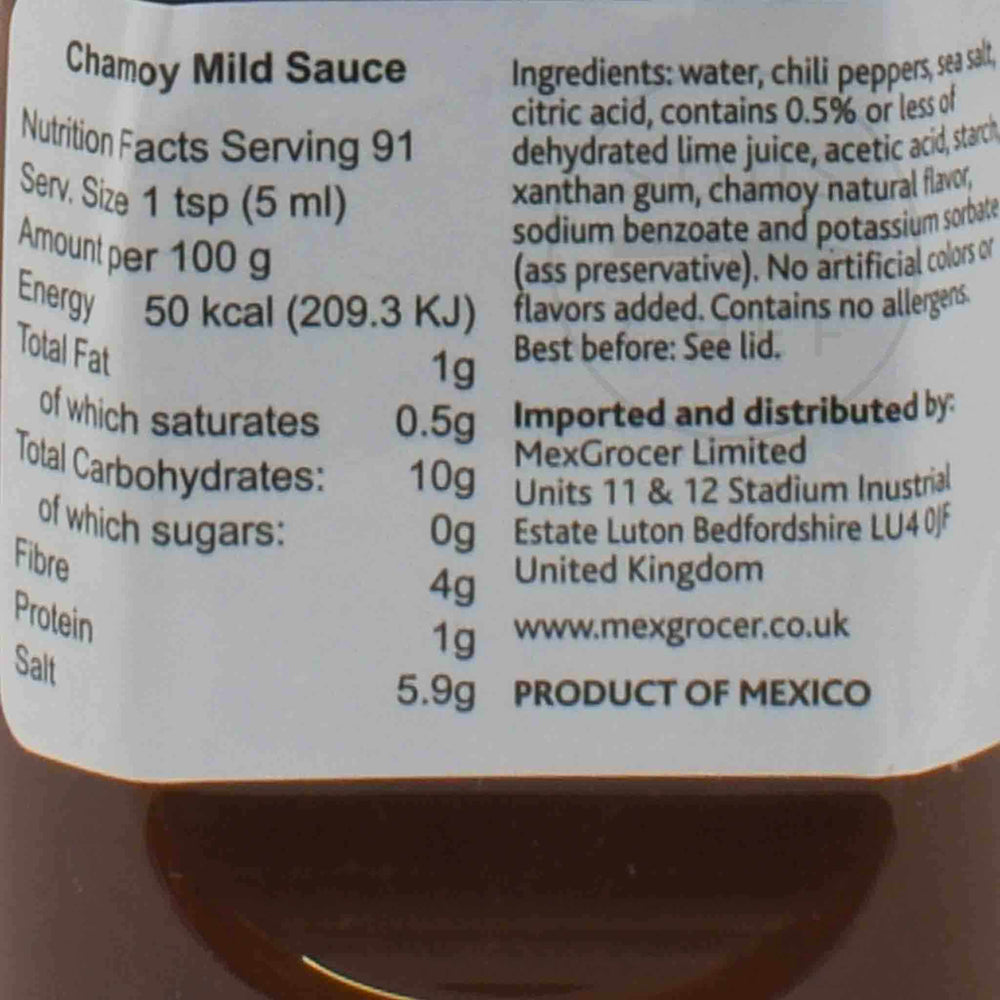 Chamoy Mild Sauce
Nutrition Facts Serving 91
Serv. Size 1 tsp (5 ml)
Amount per 100 g
Energy 50 kcal (209.3 KJ)
Total Fat 1g
of which saturates 0.5g
Total Carbohydrates: 10g
of which sugars: 0g
Fibre 4g
Protein 1g
Salt 5.9g
Ingredients: water, chili peppers, sea salt,
citric acid, contains 0.5% or less of
dehydrated lime juice, acetic acid, starch,
xanthan gum, chamoy natural flavor,
sodium benzoate and potassium sorbate
(ass preservative). No artificial colors or
flavors added. Contains no allergens.
Best before: See lid.
Imported and distributed by:
MexGrocer Limited
Units 11 & 12 Stadium Inustrial
Estate Luton Bedfordshire LU4 0JF
United Kingdom
www.mexgrocer.co.uk
PRODUCT OF MEXICO